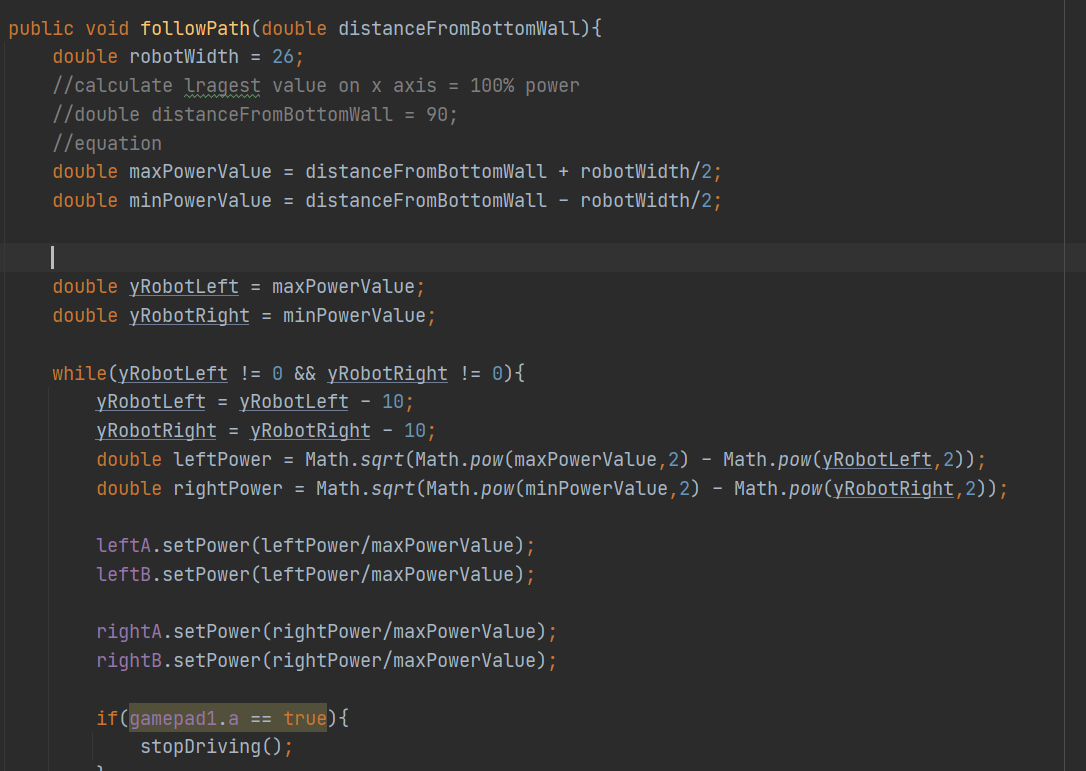 public void followPath(double distanceFromBottomWall){
double robotWidth = 26;
//calculate lragest value on x axis = 100% power
//double distanceFromBottomWall = 90;
//equation
double maxPowerValue = distanceFromBottomWall + robotWidth/2;
double minPowerValue = distanceFromBottomWall - robotWidth/2;
double yRobotLeft = maxPowerValue;
double yRobotRight = minPowerValue;
while(yRobotLeft != 0 && yRobotRight != 0){
yRobotLeft = yRobotLeft - 10;
yRobotRight = yRobotRight - 10;
double leftPower = Math.sqrt(Math.pow(maxPowerValue,2) - Math.pow(yRobotLeft,2));
double rightPower = Math.sqrt(Math.pow(minPowerValue,2) - Math.pow(yRobotRight,2));
leftA.setPower(leftPower/maxPowerValue);
leftB.setPower(leftPower/maxPowerValue);
rightA.setPower(rightPower/maxPowerValue);
rightB.setPower(rightPower/maxPowerValue);
if(gamepad1.a == true){
stopDriving();